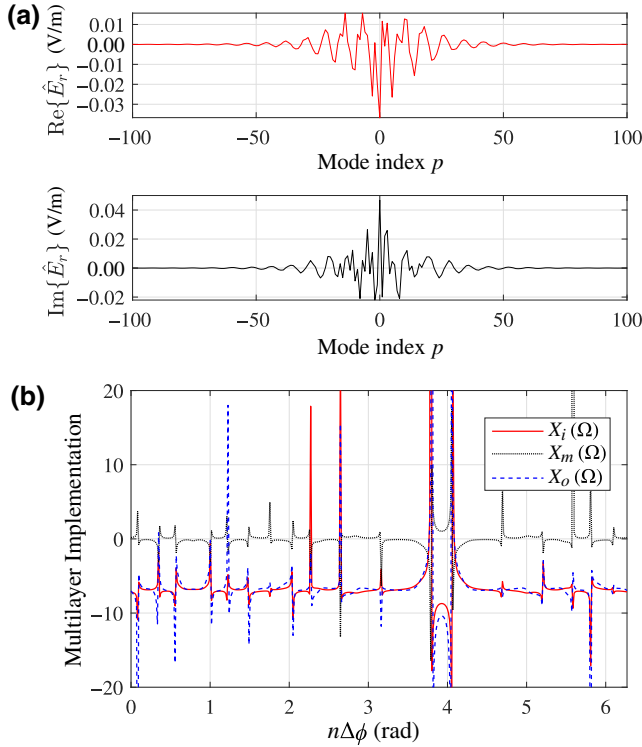 (a)
Re{Ê_r} (V/m)
0.01
0.00
−0.01
−0.02
−0.03
−100 −50 0 50 100
Mode index p
Im{Ê_r} (V/m)
0.04
0.02
0.00
−0.02
−100 −50 0 50 100
Mode index p
(b)
Multilayer Implementation
20
10
0
−10
−20
X_i (Ω)
X_m (Ω)
X_o (Ω)
0 1 2 3 4 5 6
nΔϕ (rad)